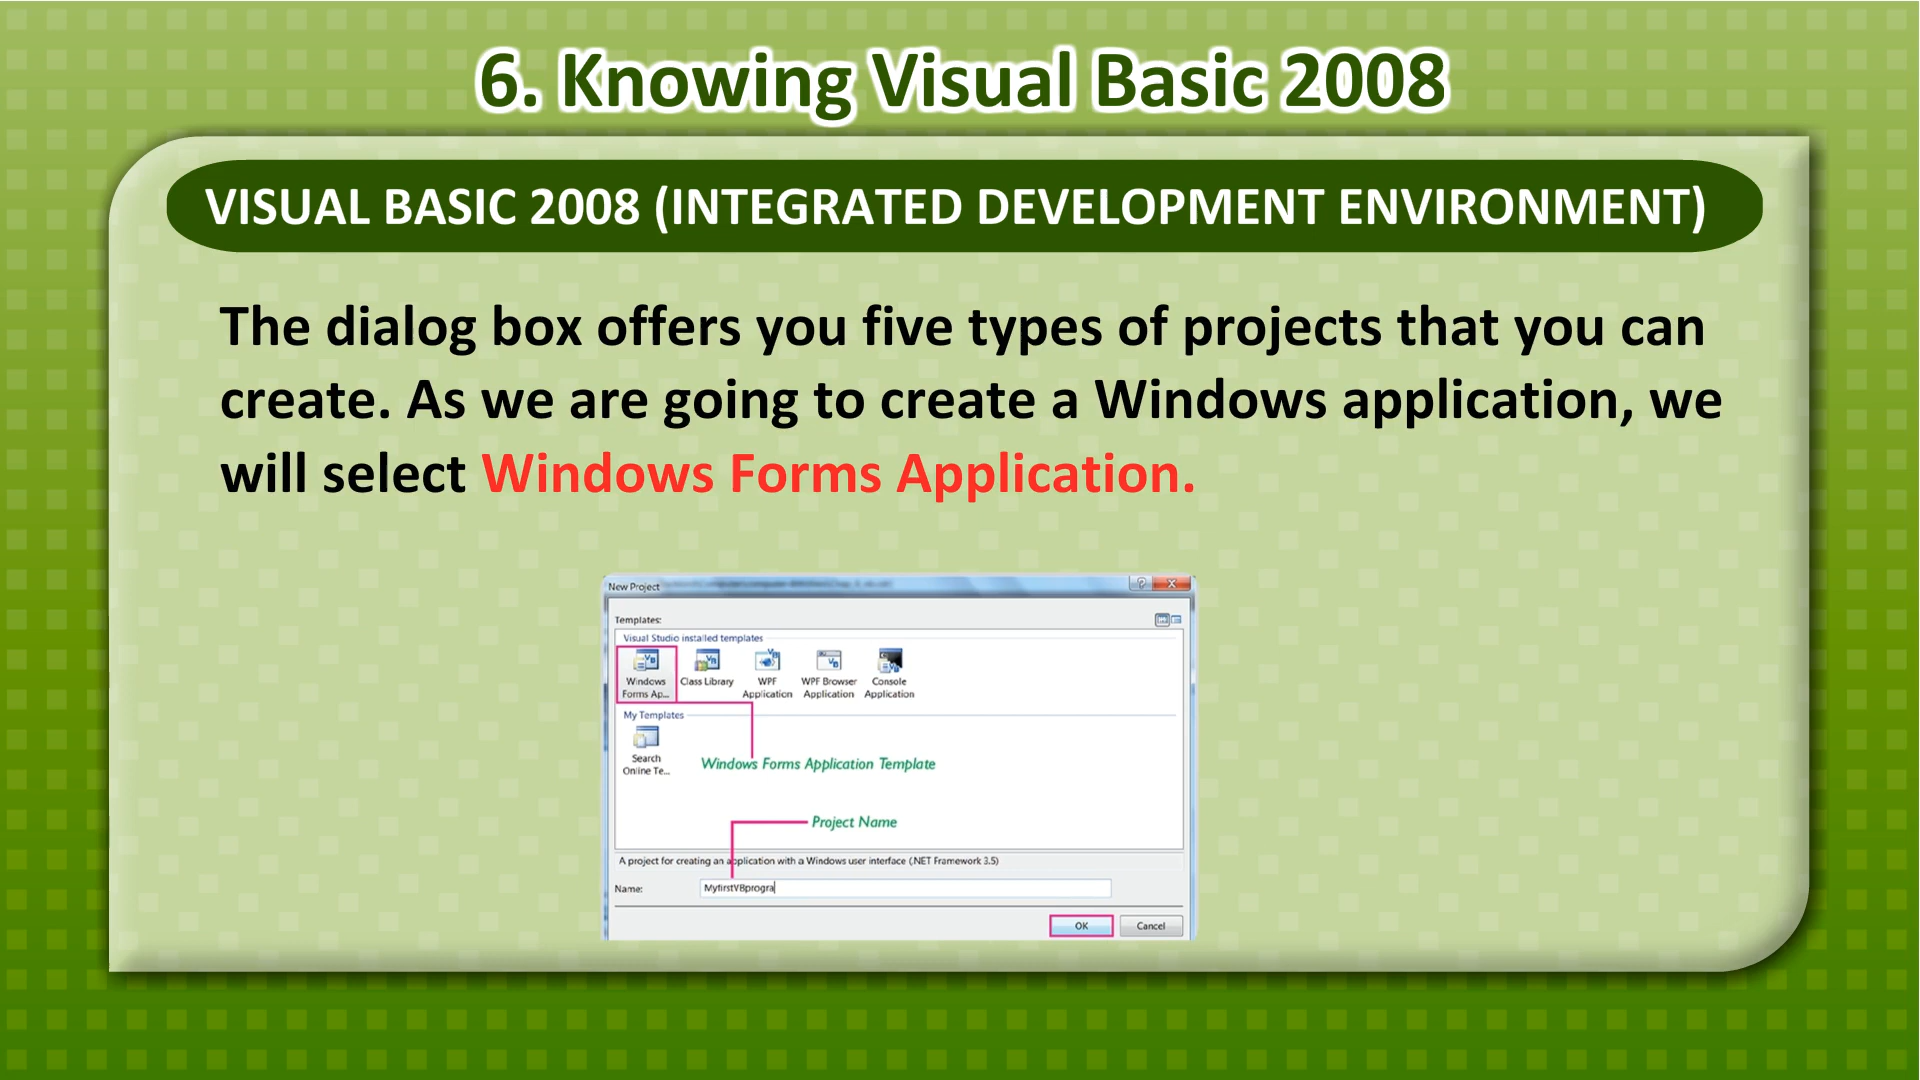 6. Knowing Visual Basic 2008
VISUAL BASIC 2008 (INTEGRATED DEVELOPMENT ENVIRONMENT)
The dialog box offers you five types of projects that you can
create. As we are going to create a Windows application, we
will select Windows Forms Application.
New Project
Templates:
Visual Studio installed templates
Windows Forms Ap...
Class Library
WPF Application
WPF Browser Application
Console Application
My Templates
Search Online Te...
Windows Forms Application Template
Project Name
A project for creating an application with a Windows user interface (.NET Framework 3.5)
Name: MyfirstVBprogra
OK Cancel